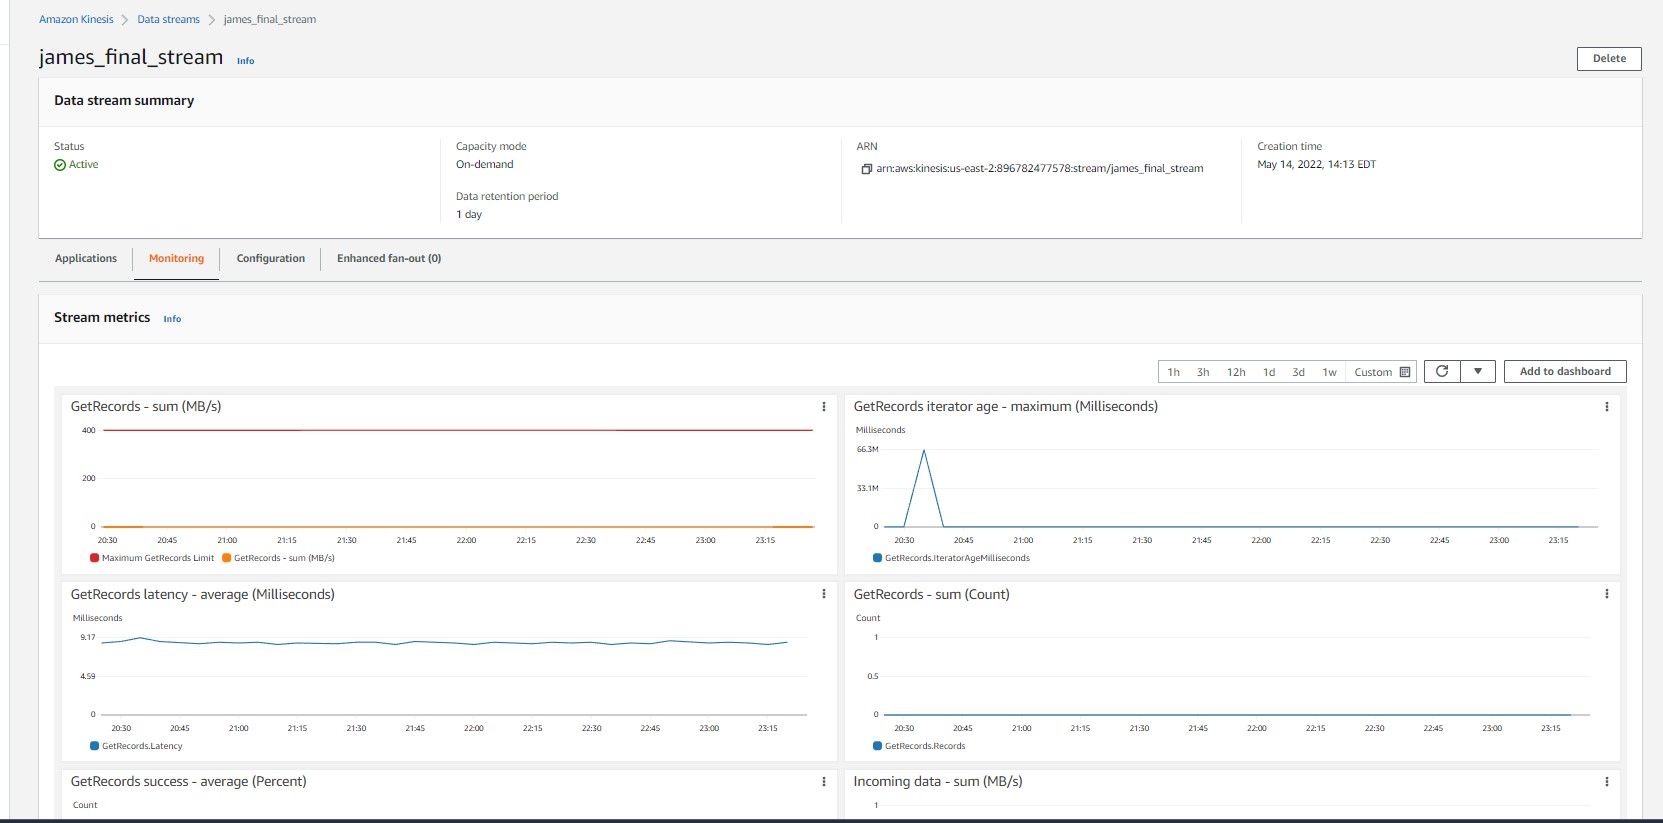 Amazon Kinesis > Data streams > james_final_stream
james_final_stream Info
Delete
Data stream summary
Status
Active
Capacity mode
On-demand
Data retention period
1 day
ARN
arn:aws:kinesis:us-east-2:896782477578:stream/james_final_stream
Creation time
May 14, 2022, 14:13 EDT
Applications Monitoring Configuration Enhanced fan-out (0)
Stream metrics Info
1h 3h 12h 1d 3d 1w Custom Add to dashboard
GetRecords - sum (MB/s)
400
200
0
20:30 20:45 21:00 21:15 21:30 21:45 22:00 22:15 22:30 22:45 23:00 23:15
Maximum GetRecords Limit GetRecords - sum (MB/s)
GetRecords iterator age - maximum (Milliseconds)
Milliseconds
66.3M
33.1M
0
20:30 20:45 21:00 21:15 21:30 21:45 22:00 22:15 22:30 22:45 23:00 23:15
GetRecords.IteratorAgeMilliseconds
GetRecords latency - average (Milliseconds)
Milliseconds
9.17
4.59
0
20:30 20:45 21:00 21:15 21:30 21:45 22:00 22:15 22:30 22:45 23:00 23:15
GetRecords.Latency
GetRecords - sum (Count)
Count
1
0.5
0
20:30 20:45 21:00 21:15 21:30 21:45 22:00 22:15 22:30 22:45 23:00 23:15
GetRecords.Records
GetRecords success - average (Percent)
Count
Incoming data - sum (MB/s)
1